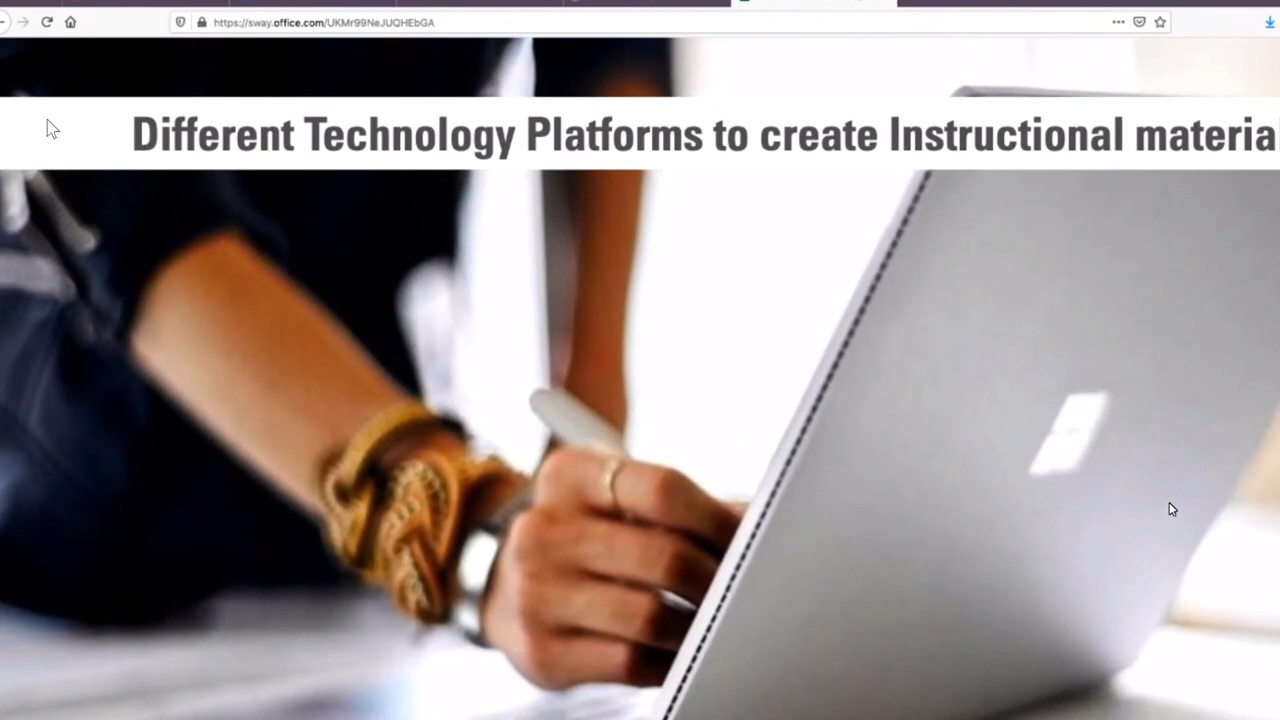 https://sway.office.com/UKMr99NeJUQHEbGA
Different Technology Platforms to create Instructional materia